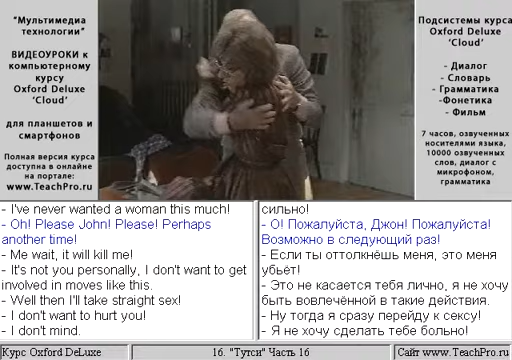 "Мультимедиа
технологии"
ВИДЕОУРОКИ к
компьютерному
курсу
Oxford Deluxe
'Cloud'
для планшетов и
смартфонов
Полная версия курса
доступна в онлайне
на портале:
www.TeachPro.ru
Подсистемы курса
Oxford Deluxe
'Cloud'
- Диалог
- Словарь
- Грамматика
-Фонетика
- Фильм
7 часов, озвученных
носителями языка,
10000 озвученных
слов, диалог с
микрофоном,
грамматика
- I've never wanted a woman this much!
- Oh! Please John! Please! Perhaps
another time!
- Me wait, it will kill me!
- It's not you personally, I don't want to get
involved in moves like this.
- Well then I'll take straight sex!
- I don't want to hurt you!
- I don't mind.
сильно!
- О! Пожалуйста, Джон! Пожалуйста!
Возможно в следующий раз!
- Если ты оттолкнёшь меня, это меня
убьёт!
- Это не касается тебя лично, я не хочу
быть вовлечённой в такие действия.
- Ну тогда я сразу перейду к сексу!
- Я не хочу сделать тебе больно!
Курс Oxford DeLuxe
16. "Тутси" Часть 16
Сайт www.TeachPro.ru